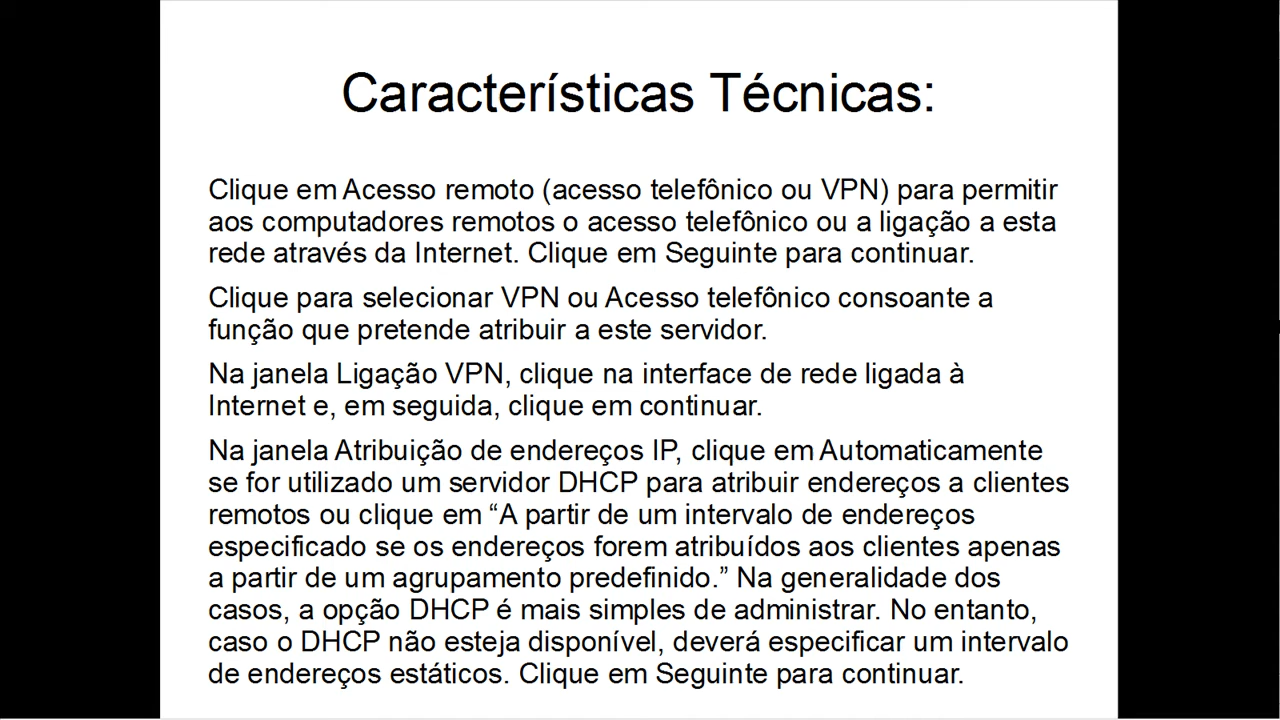 Características Técnicas:
Clique em Acesso remoto (acesso telefônico ou VPN) para permitir
aos computadores remotos o acesso telefônico ou a ligação a esta
rede através da Internet. Clique em Seguinte para continuar.
Clique para selecionar VPN ou Acesso telefônico consoante a
função que pretende atribuir a este servidor.
Na janela Ligação VPN, clique na interface de rede ligada à
Internet e, em seguida, clique em continuar.
Na janela Atribuição de endereços IP, clique em Automaticamente
se for utilizado um servidor DHCP para atribuir endereços a clientes
remotos ou clique em “A partir de um intervalo de endereços
especificado se os endereços forem atribuídos aos clientes apenas
a partir de um agrupamento predefinido.” Na generalidade dos
casos, a opção DHCP é mais simples de administrar. No entanto,
caso o DHCP não esteja disponível, deverá especificar um intervalo
de endereços estáticos. Clique em Seguinte para continuar.